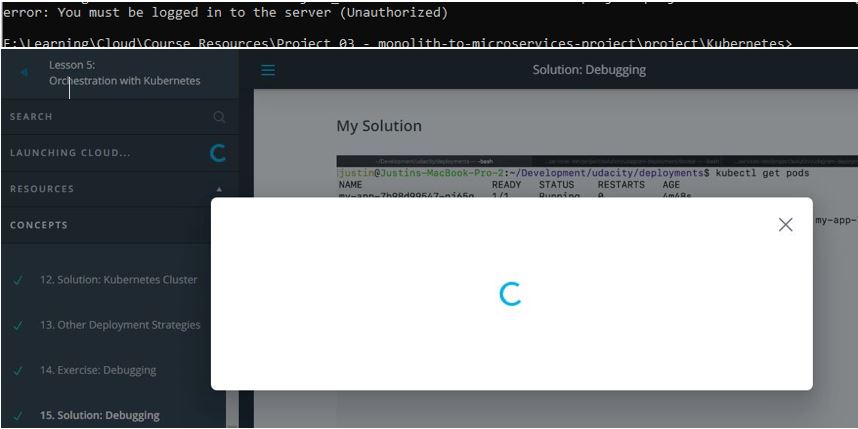 error: You must be logged in to the server (Unauthorized)
F:\Learning\Cloud\Course Resources\Project 03 - monolith-to-microservices-project\project\Kubernetes>
Lesson 5:
Orchestration with Kubernetes
Solution: Debugging
SEARCH
LAUNCHING CLOUD...
RESOURCES
CONCEPTS
12. Solution: Kubernetes Cluster
13. Other Deployment Strategies
14. Exercise: Debugging
15. Solution: Debugging
My Solution
~/Development/udacity/deployments — -bash
justin@Justins-MacBook-Pro-2:~/Development/udacity/deployments$ kubectl get pods
NAME READY STATUS RESTARTS AGE
my-app-7b98d99547-nj65g 1/1 Running 0 4m48s
my-app-